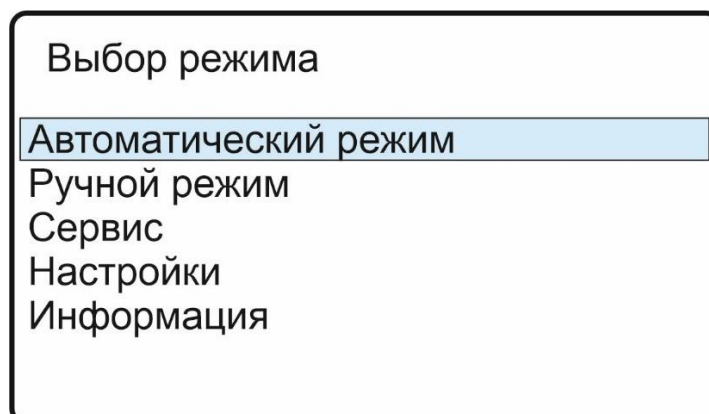 Выбор режима
Автоматический режим
Ручной режим
Сервис
Настройки
Информация